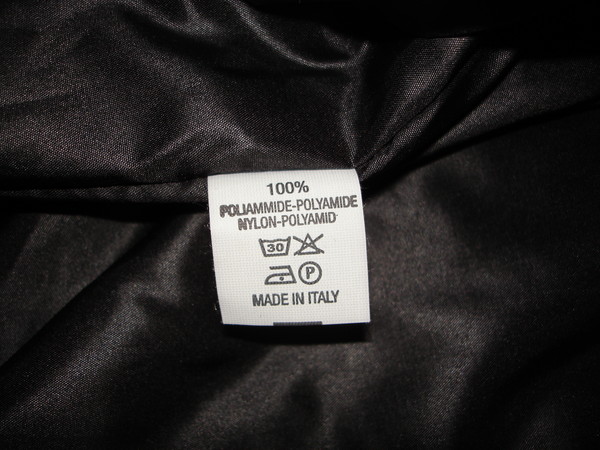 100%
POLIAMMIDE-POLYAMIDE
NYLON-POLYAMID
30
P
MADE IN ITALY